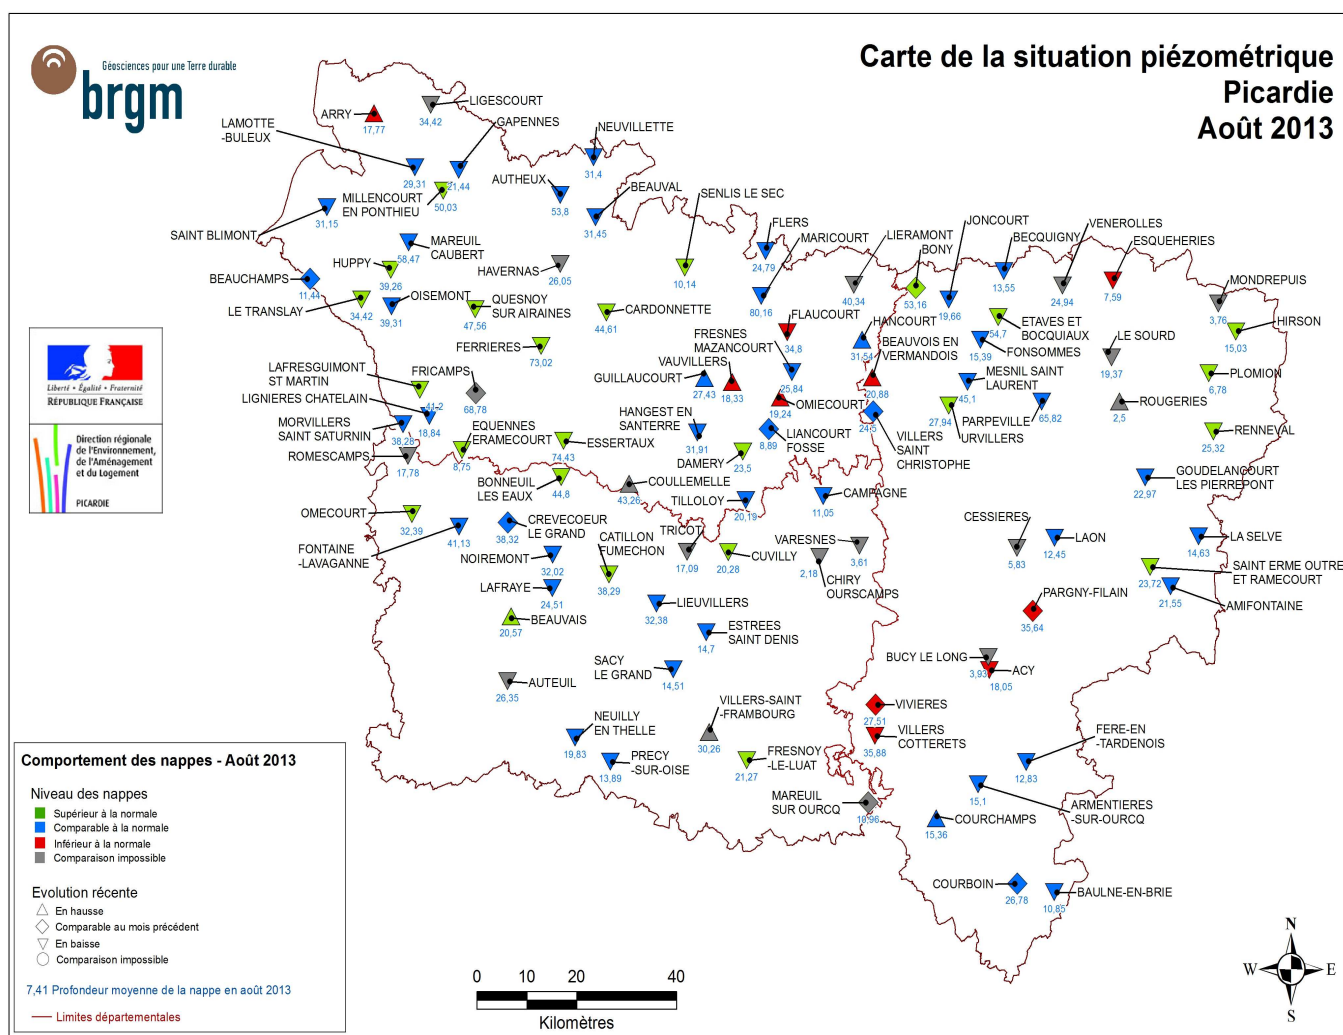 Géosciences pour une Terre durable
brgm
Carte de la situation piézométrique
Picardie
Août 2013
LIGESCOURT
34,42
ARRY
17,77
GAPENNES
21,44
LAMOTTE
-BULEUX
29,31
NEUVILLETTE
31,4
AUTHEUX
53,8
BEAUVAL
31,45
MILLENCOURT
EN PONTHIEU
50,03
SENLIS LE SEC
10,14
31,15
SAINT BLIMONT
MAREUIL
CAUBERT
58,47
FLERS
24,79
MARICOURT
80,16
LIERAMONT
40,34
BONY
53,16
JONCOURT
19,66
BECQUIGNY
13,55
VENEROLLES
24,94
ESQUEHERIES
7,59
MONDREPUIS
3,76
HIRSON
15,03
BEAUCHAMPS
11,44
HUPPY
39,26
HAVERNAS
26,05
LE TRANSLAY
34,42
OISEMONT
39,31
QUESNOY
SUR AIRAINES
47,56
CARDONNETTE
44,61
FLAUCOURT
34,8
HANCOURT
31,54
ETAVES ET
BOCQUIAUX
54,7
FONSOMMES
15,39
LE SOURD
19,37
FERRIERES
73,02
FRESNES
MAZANCOURT
25,84
BEAUVOIS EN
VERMANDOIS
20,88
MESNIL SAINT
LAURENT
45,1
PLOMION
6,78
LAFRESGUIMONT
ST MARTIN
41,2
FRICAMPS
68,78
VAUVILLERS
18,33
GUILLAUCOURT
27,43
OMIECOURT
19,24
URVILLERS
27,94
PARPEVILLE
65,82
ROUGERIES
2,5
LIGNIERES CHATELAIN
18,84
MORVILLERS
SAINT SATURNIN
38,28
HANGEST EN
SANTERRE
31,91
LIANCOURT
FOSSE
8,89
VILLERS
SAINT
CHRISTOPHE
24,5
RENNEVAL
25,32
ROMESCAMPS
17,78
EQUENNES
ERAMECOURT
8,75
ESSERTAUX
74,43
DAMERY
23,5
GOUDELANCOURT
LES PIERREPONT
22,97
BONNEUIL
LES EAUX
44,8
COULLEMELLE
43,26
TILLOLOY
20,19
CAMPAGNE
11,05
OMECOURT
32,39
FONTAINE
-LAVAGANNE
41,13
CREVECOEUR
LE GRAND
38,32
TRICOT
17,09
CUVILLY
20,28
VARESNES
3,61
CHIRY
OURSCAMPS
2,18
CESSIERES
5,83
LAON
12,45
LA SELVE
14,63
NOIREMONT
32,02
CATILLON
FUMECHON
38,29
SAINT ERME OUTRE
ET RAMECOURT
23,72
AMIFONTAINE
21,55
LAFRAYE
24,51
BEAUVAIS
20,57
LIEUVILLERS
32,38
ESTREES
SAINT DENIS
14,7
PARGNY-FILAIN
35,64
SACY
LE GRAND
14,51
BUCY LE LONG
3,93
ACY
18,05
AUTEUIL
26,35
VILLERS-SAINT
-FRAMBOURG
30,26
VIVIERES
27,51
VILLERS
COTTERETS
35,88
NEUILLY
EN THELLE
19,83
PRECY
-SUR-OISE
13,89
FRESNOY
-LE-LUAT
21,27
FERE-EN
-TARDENOIS
12,83
ARMENTIERES
-SUR-OURCQ
15,1
MAREUIL
SUR OURCQ
COURCHAMPS
15,36
COURBOIN
26,78
BAULNE-EN-BRIE
10,85
Liberté • Égalité • Fraternité
RÉPUBLIQUE FRANÇAISE
Direction régionale
de l'Environnement,
de l'Aménagement
et du Logement
PICARDIE
Comportement des nappes - Août 2013
Niveau des nappes
Supérieur à la normale
Comparable à la normale
Inférieur à la normale
Comparaison impossible
Evolution récente
En hausse
Comparable au mois précédent
En baisse
Comparaison impossible
7,41 Profondeur moyenne de la nappe en août 2013
Limites départementales
0 10 20 40
Kilomètres
N
W E
S